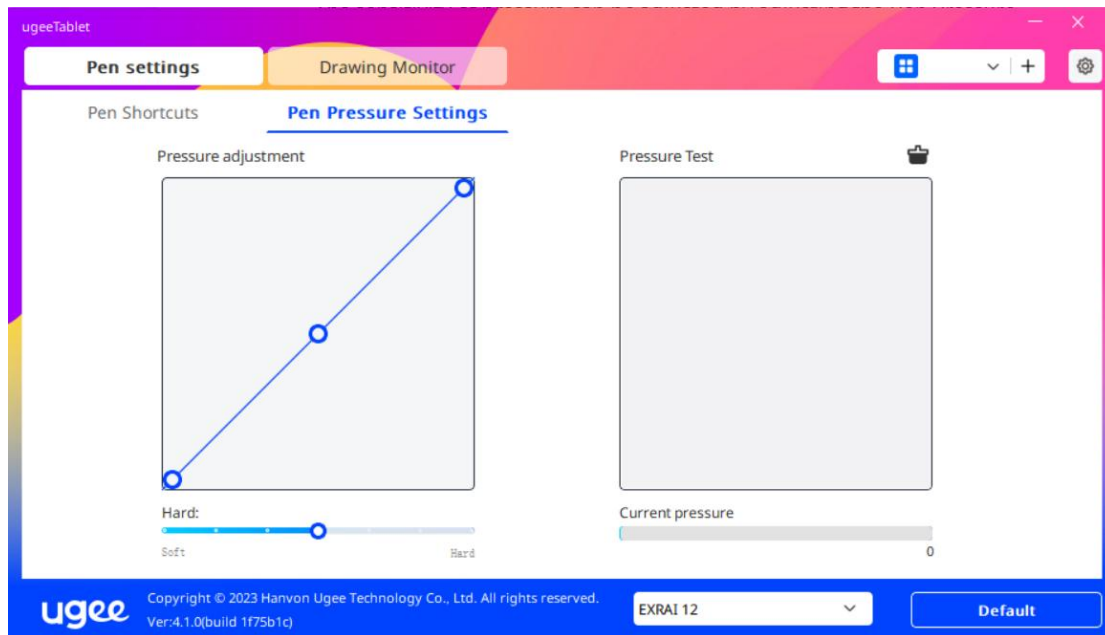 ugeeTablet
Pen settings
Drawing Monitor
Pen Shortcuts
Pen Pressure Settings
Pressure adjustment
Pressure Test
Hard:
Soft
Hard
Current pressure
0
ugee
Copyright © 2023 Hanvon Ugee Technology Co., Ltd. All rights reserved.
Ver:4.1.0(build 1f75b1c)
EXRAI 12
Default